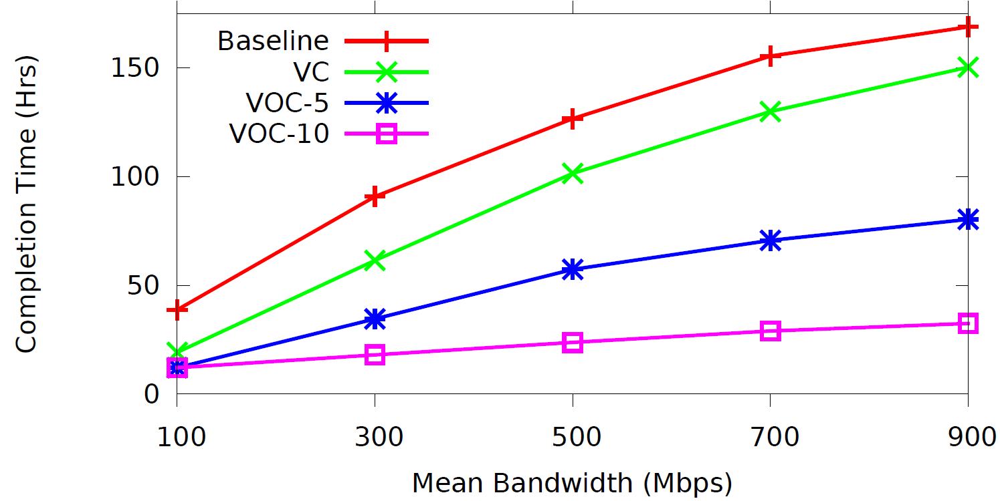 Baseline
VC
VOC-5
VOC-10
Completion Time (Hrs)
150
100
50
0
100 300 500 700 900
Mean Bandwidth (Mbps)